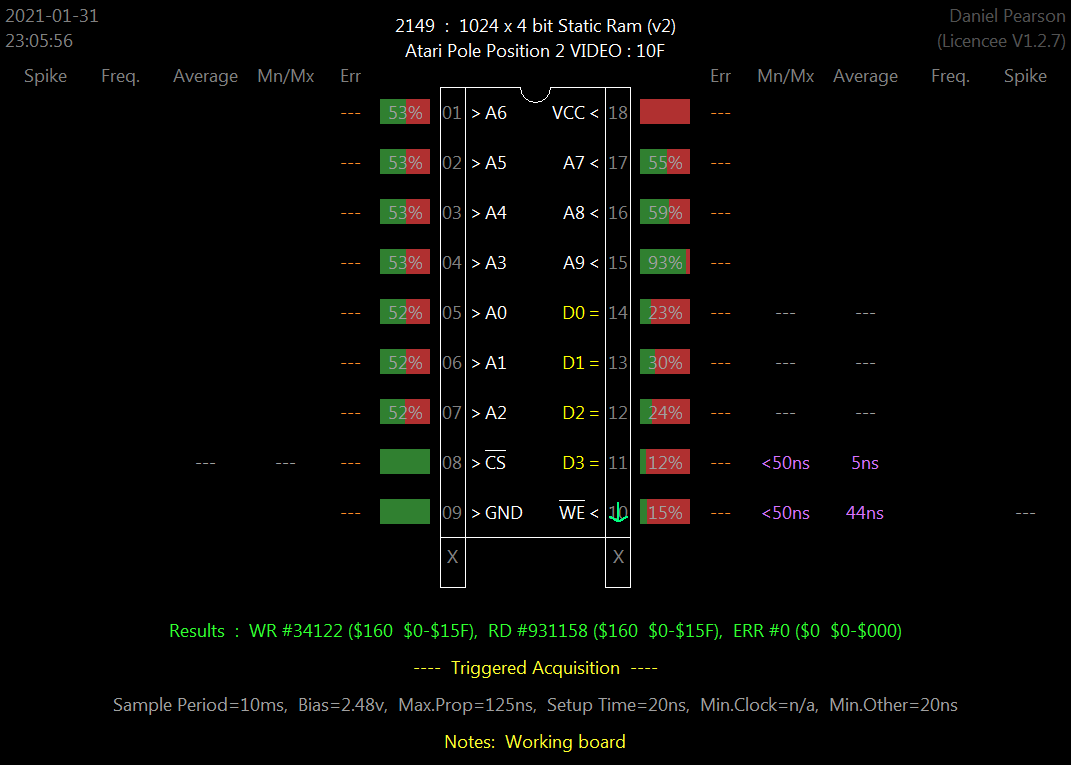 2021-01-31 2149 : 1024 x 4 bit Static Ram (v2) Daniel Pearson
23:05:56 Atari Pole Position 2 VIDEO : 10F (Licencee V1.2.7)
Spike Freq. Average Mn/Mx Err Err Mn/Mx Average Freq. Spike
--- 53% 01 > A6 VCC < 18 ---
--- 53% 02 > A5 A7 < 17 55% ---
--- 53% 03 > A4 A8 < 16 59% ---
--- 53% 04 > A3 A9 < 15 93% ---
--- 52% 05 > A0 D0 = 14 23% --- --- ---
--- 52% 06 > A1 D1 = 13 30% --- --- ---
--- 52% 07 > A2 D2 = 12 24% --- --- ---
--- --- --- 08 > C̅S̅ D3 = 11 12% --- <50ns 5ns
--- 09 > GND W̅E̅ < 10 15% --- <50ns 44ns ---
X X
Results : WR #34122 ($160 $0-$15F), RD #931158 ($160 $0-$15F), ERR #0 ($0 $0-$000)
---- Triggered Acquisition ----
Sample Period=10ms, Bias=2.48v, Max.Prop=125ns, Setup Time=20ns, Min.Clock=n/a, Min.Other=20ns
Notes: Working board